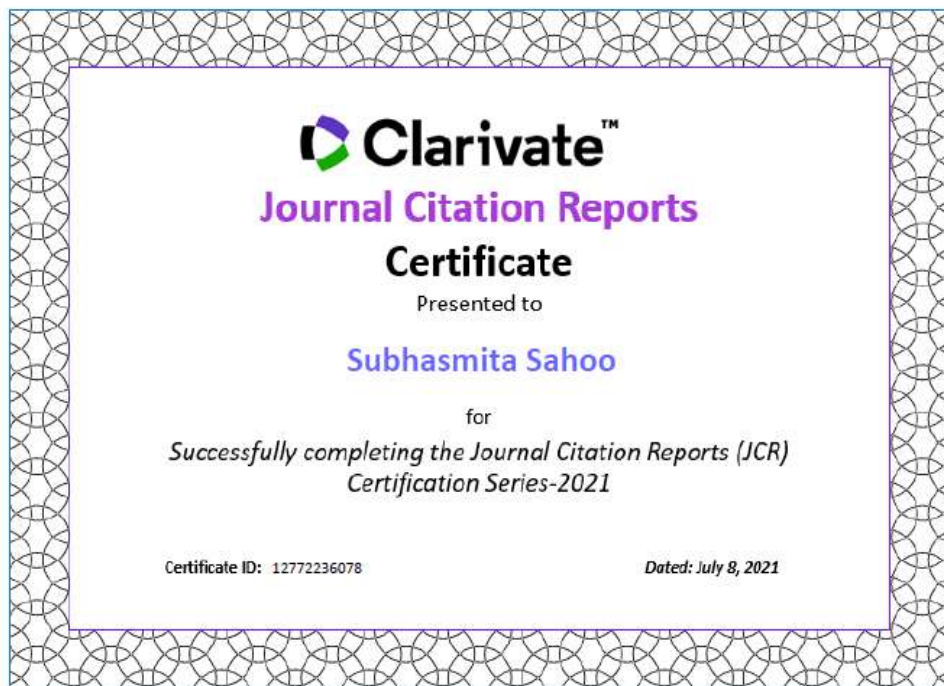 Clarivate™
Journal Citation Reports
Certificate
Presented to
Subhasmita Sahoo
for
Successfully completing the Journal Citation Reports (JCR)
Certification Series-2021
Certificate ID: 12772236078
Dated: July 8, 2021